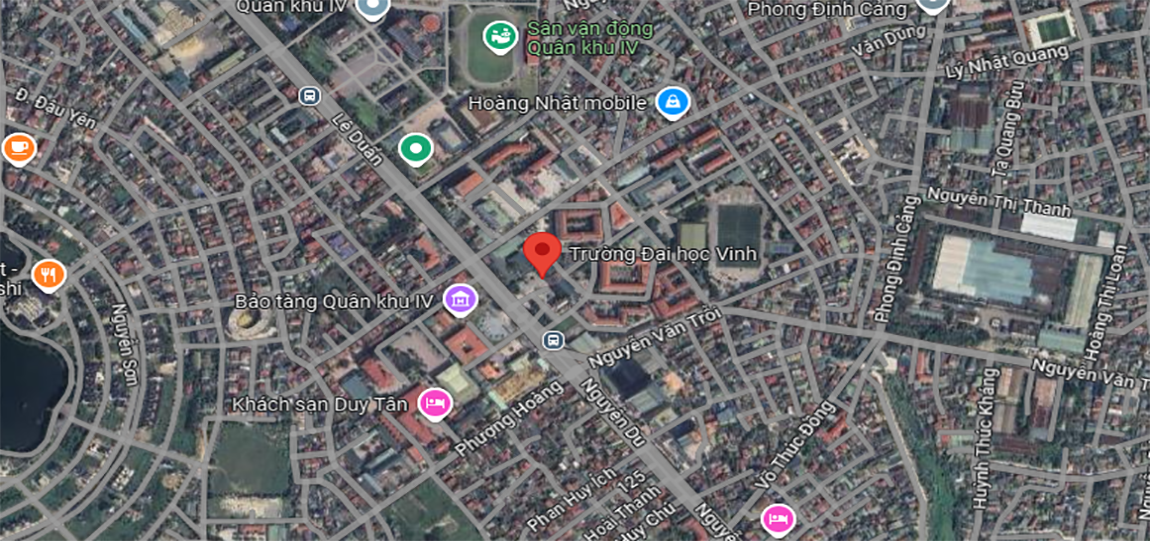 Quân khu IV
Phong Đình Cảng
Sân vận động
Quân khu IV
Văn Dung
Lý Nhật Quang
Đ. Đậu Yên
Hoàng Nhật mobile
Tạ Quang Bửu
Lê Duẩn
Nguyễn Thị Thanh
Phong Đình Cảng
Trường Đại học Vinh
Hoàng Thị Loan
Bảo tàng Quân khu IV
Nguyễn Sơn
Nguyễn Văn Trỗi
Nguyễn Văn T
Khách sạn Duy Tân
Nguyễn Du
Phượng Hoàng
Võ Thúc Đồng
Huỳnh Thúc Kháng
Phan Huy Ích
125
Hoài Thanh
Huy Chú